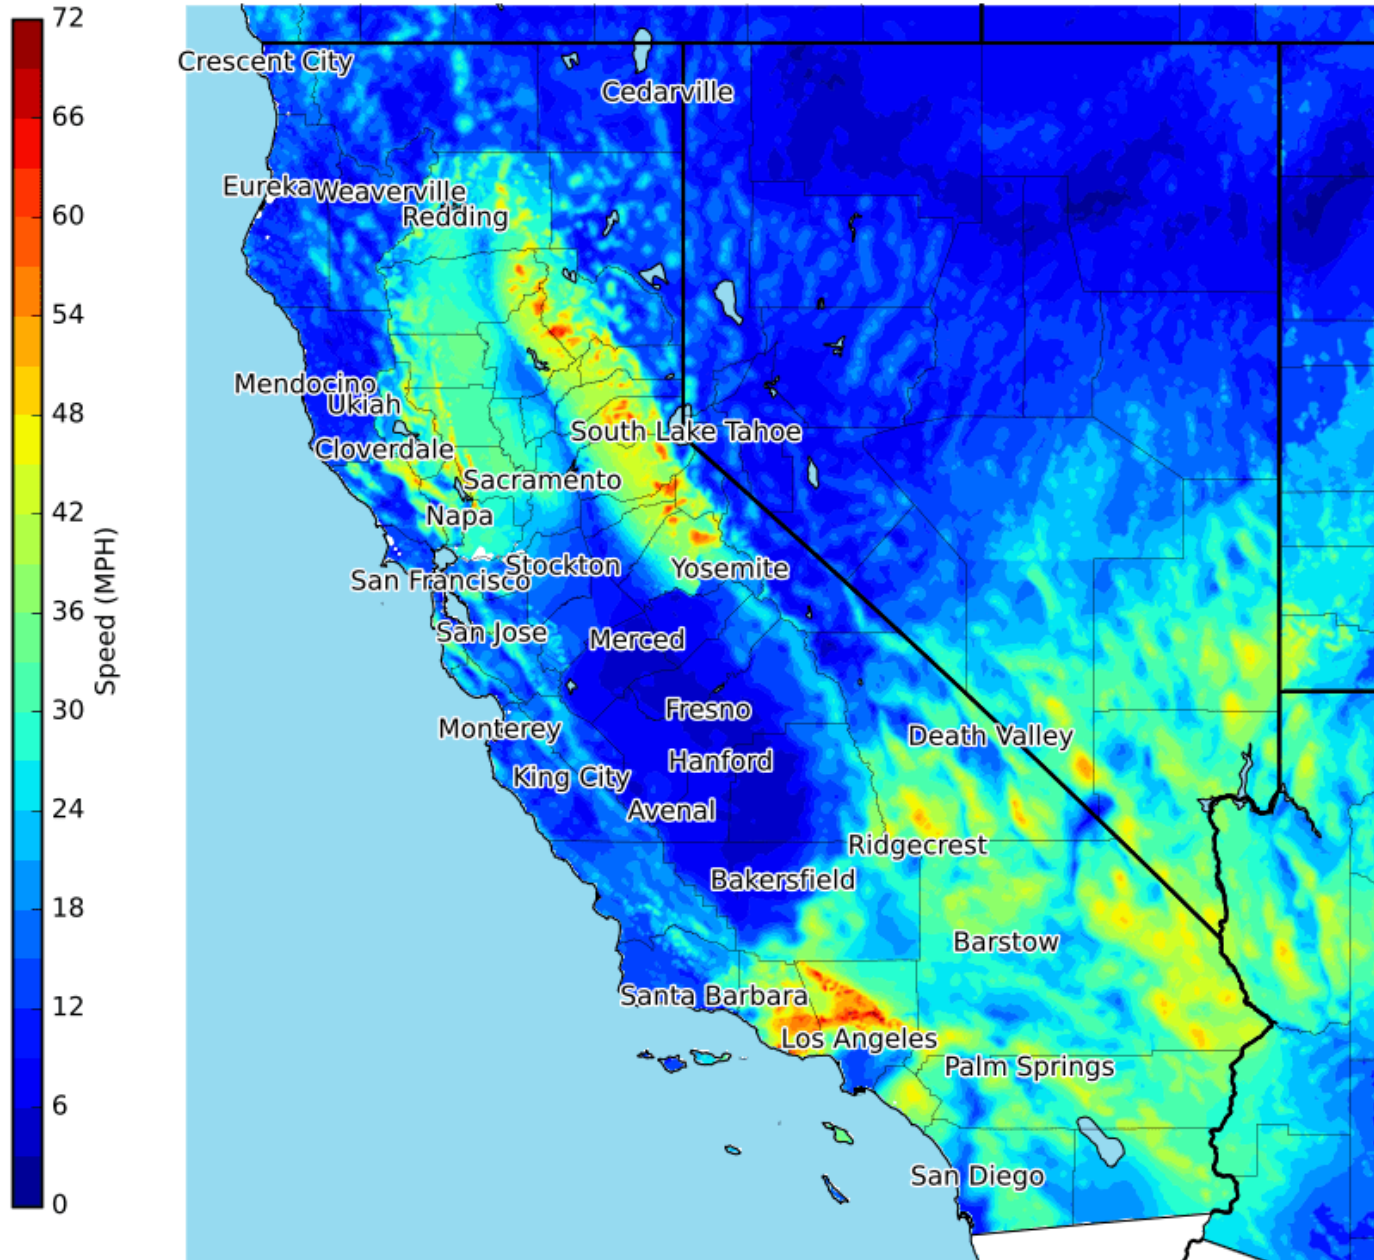 72
66
60
54
48
42
36
30
24
18
12
6
0
Speed (MPH)
Crescent City
Cedarville
Eureka
Weaverville
Redding
Mendocino
Ukiah
South Lake Tahoe
Cloverdale
Sacramento
Napa
Stockton
Yosemite
San Francisco
San Jose
Merced
Fresno
Monterey
Death Valley
Hanford
King City
Avenal
Ridgecrest
Bakersfield
Barstow
Santa Barbara
Los Angeles
Palm Springs
San Diego